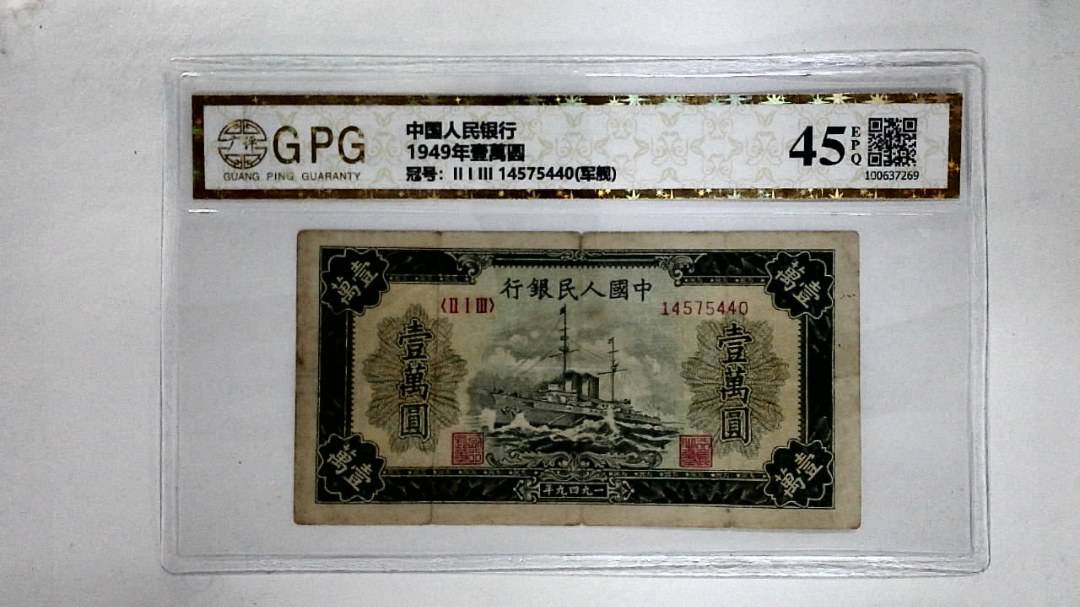 GPG
GUANG PING GUARANTY
中国人民银行
1949年壹萬圆
冠号：II I III 14575440(军舰)
45
EPQ
100637269
行銀民人國中
〈II I III〉
14575440
壹萬
壹萬
壹萬圓
壹萬圓
壹萬
壹萬
年九四九一